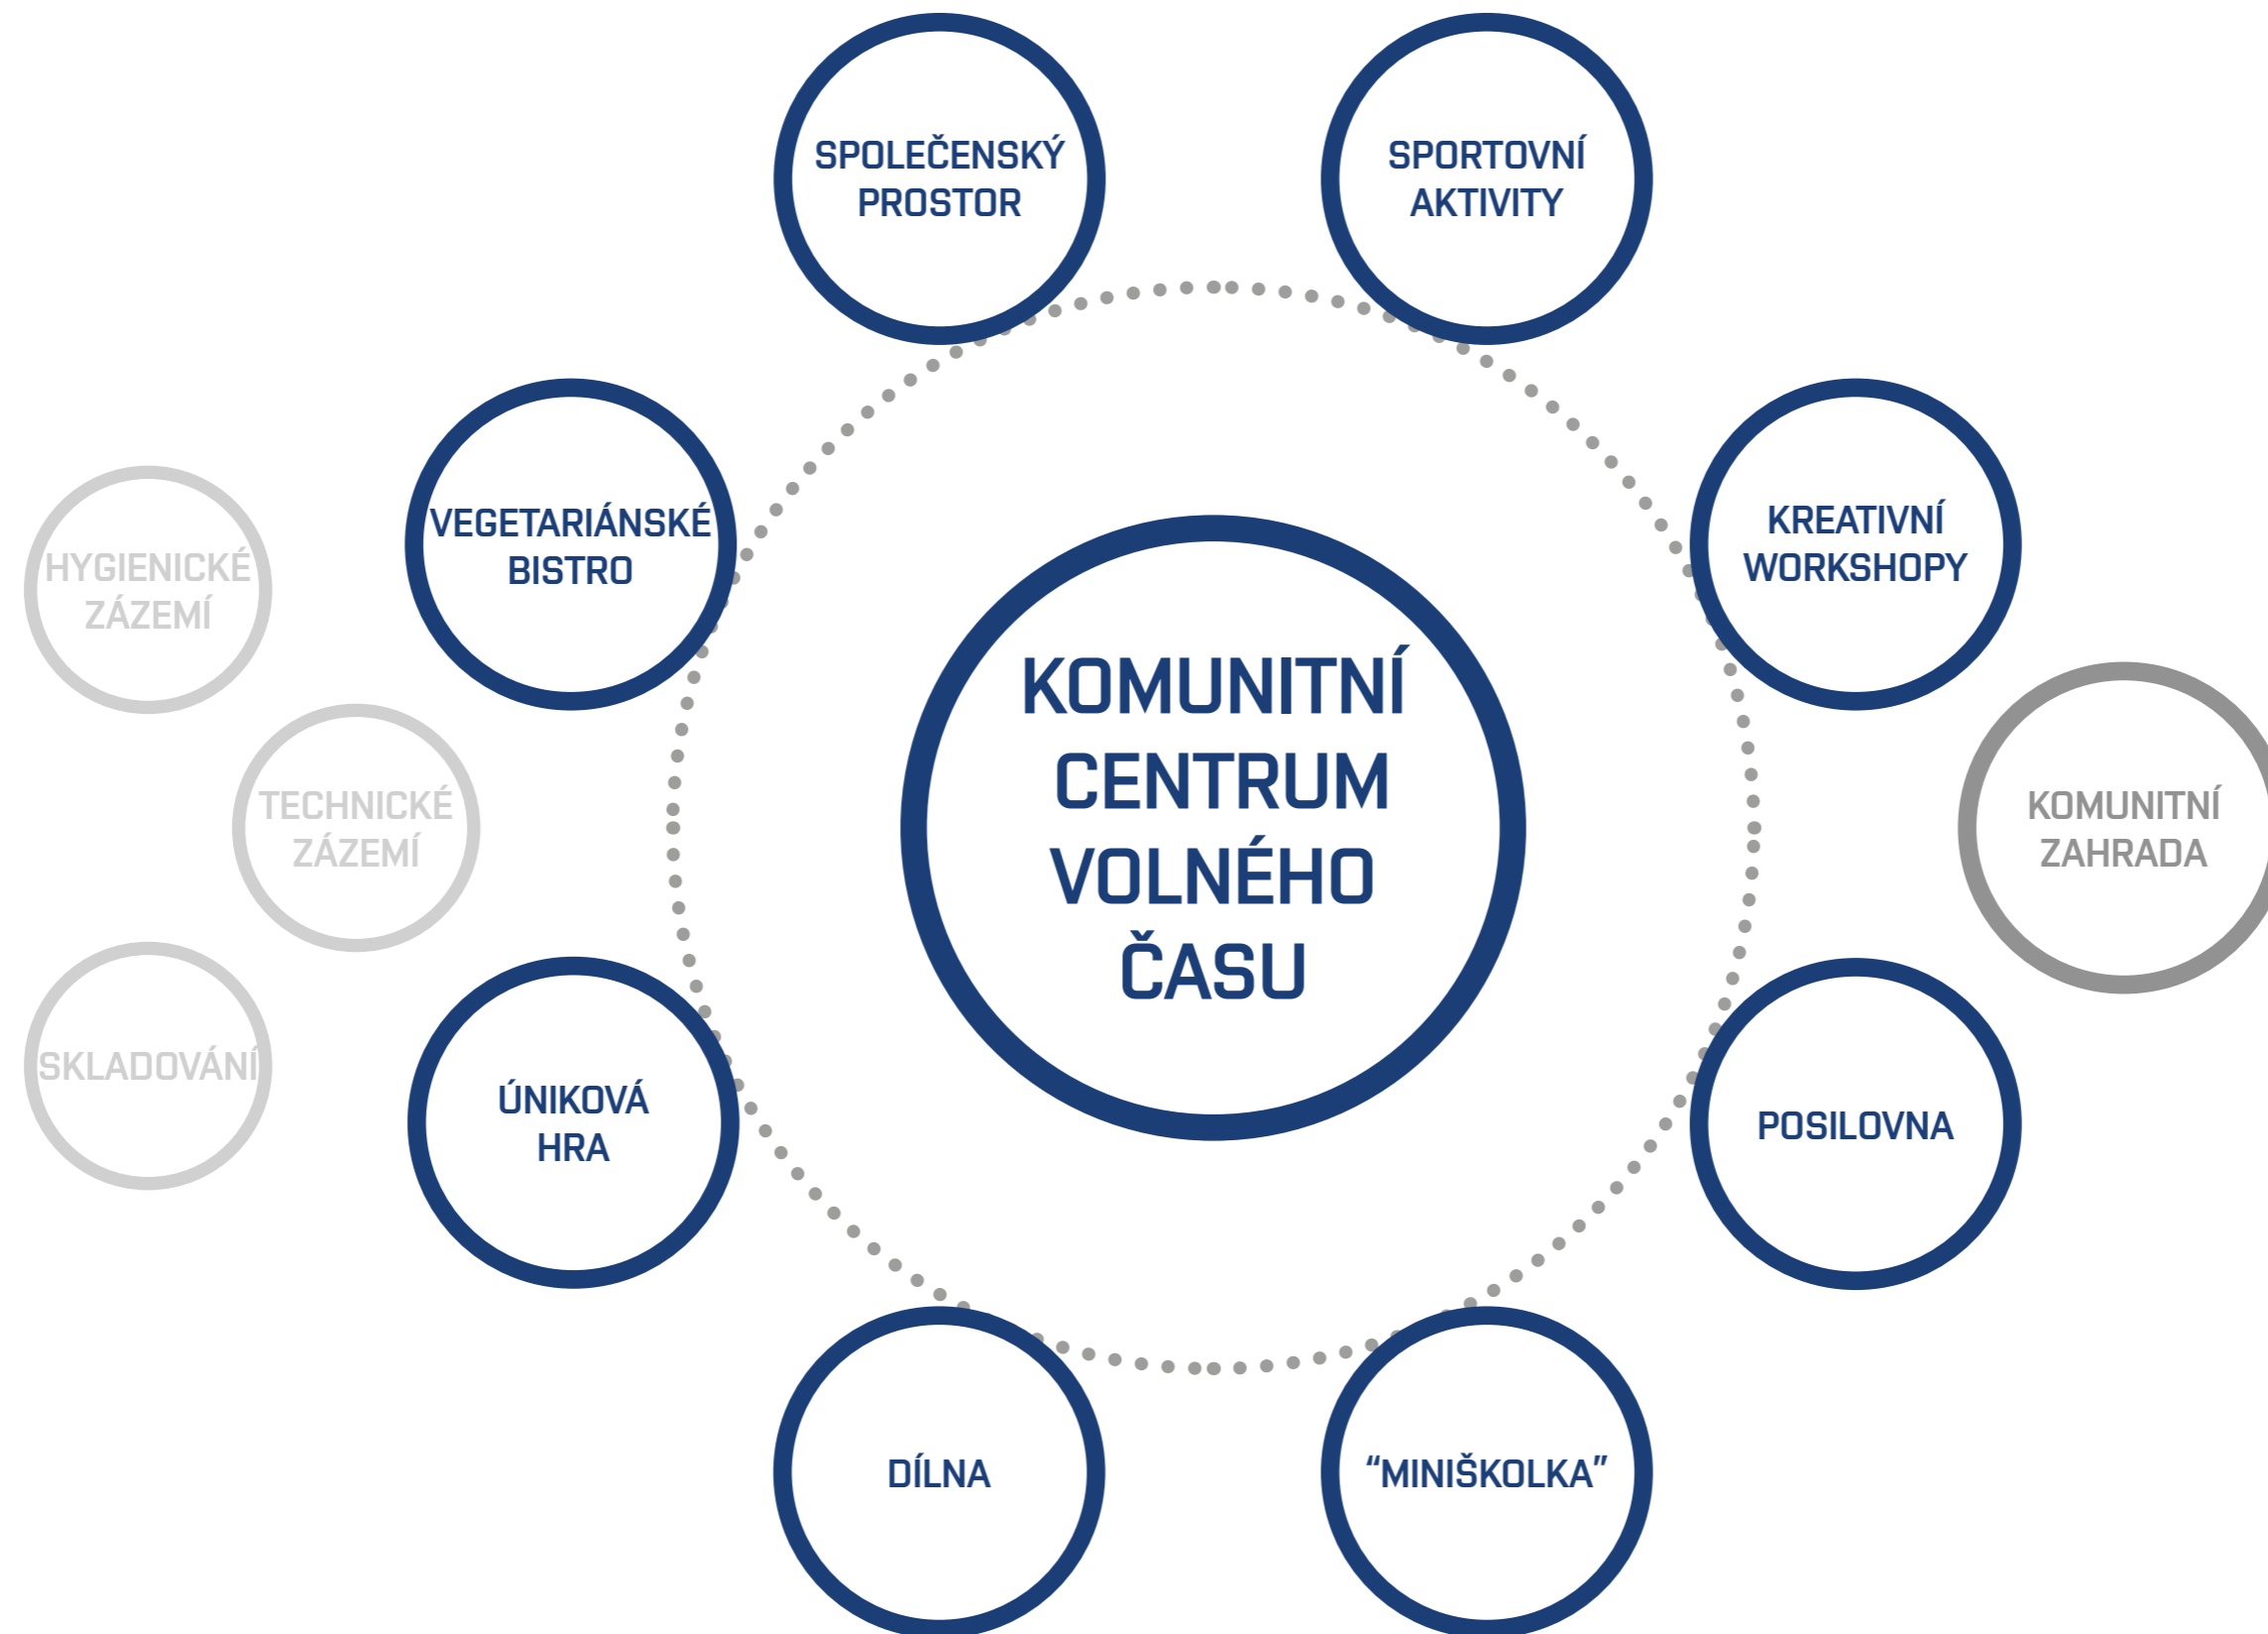 SPOLEČENSKÝ
PROSTOR
SPORTOVNÍ
AKTIVITY
VEGETARIÁNSKÉ
BISTRO
KREATIVNÍ
WORKSHOPY
HYGIENICKÉ
ZÁZEMÍ
KOMUNITNÍ
CENTRUM
VOLNÉHO
ČASU
TECHNICKÉ
ZÁZEMÍ
KOMUNITNÍ
ZAHRADA
SKLADOVÁNÍ
ÚNIKOVÁ
HRA
POSILOVNA
DÍLNA
“MINIŠKOLKA”